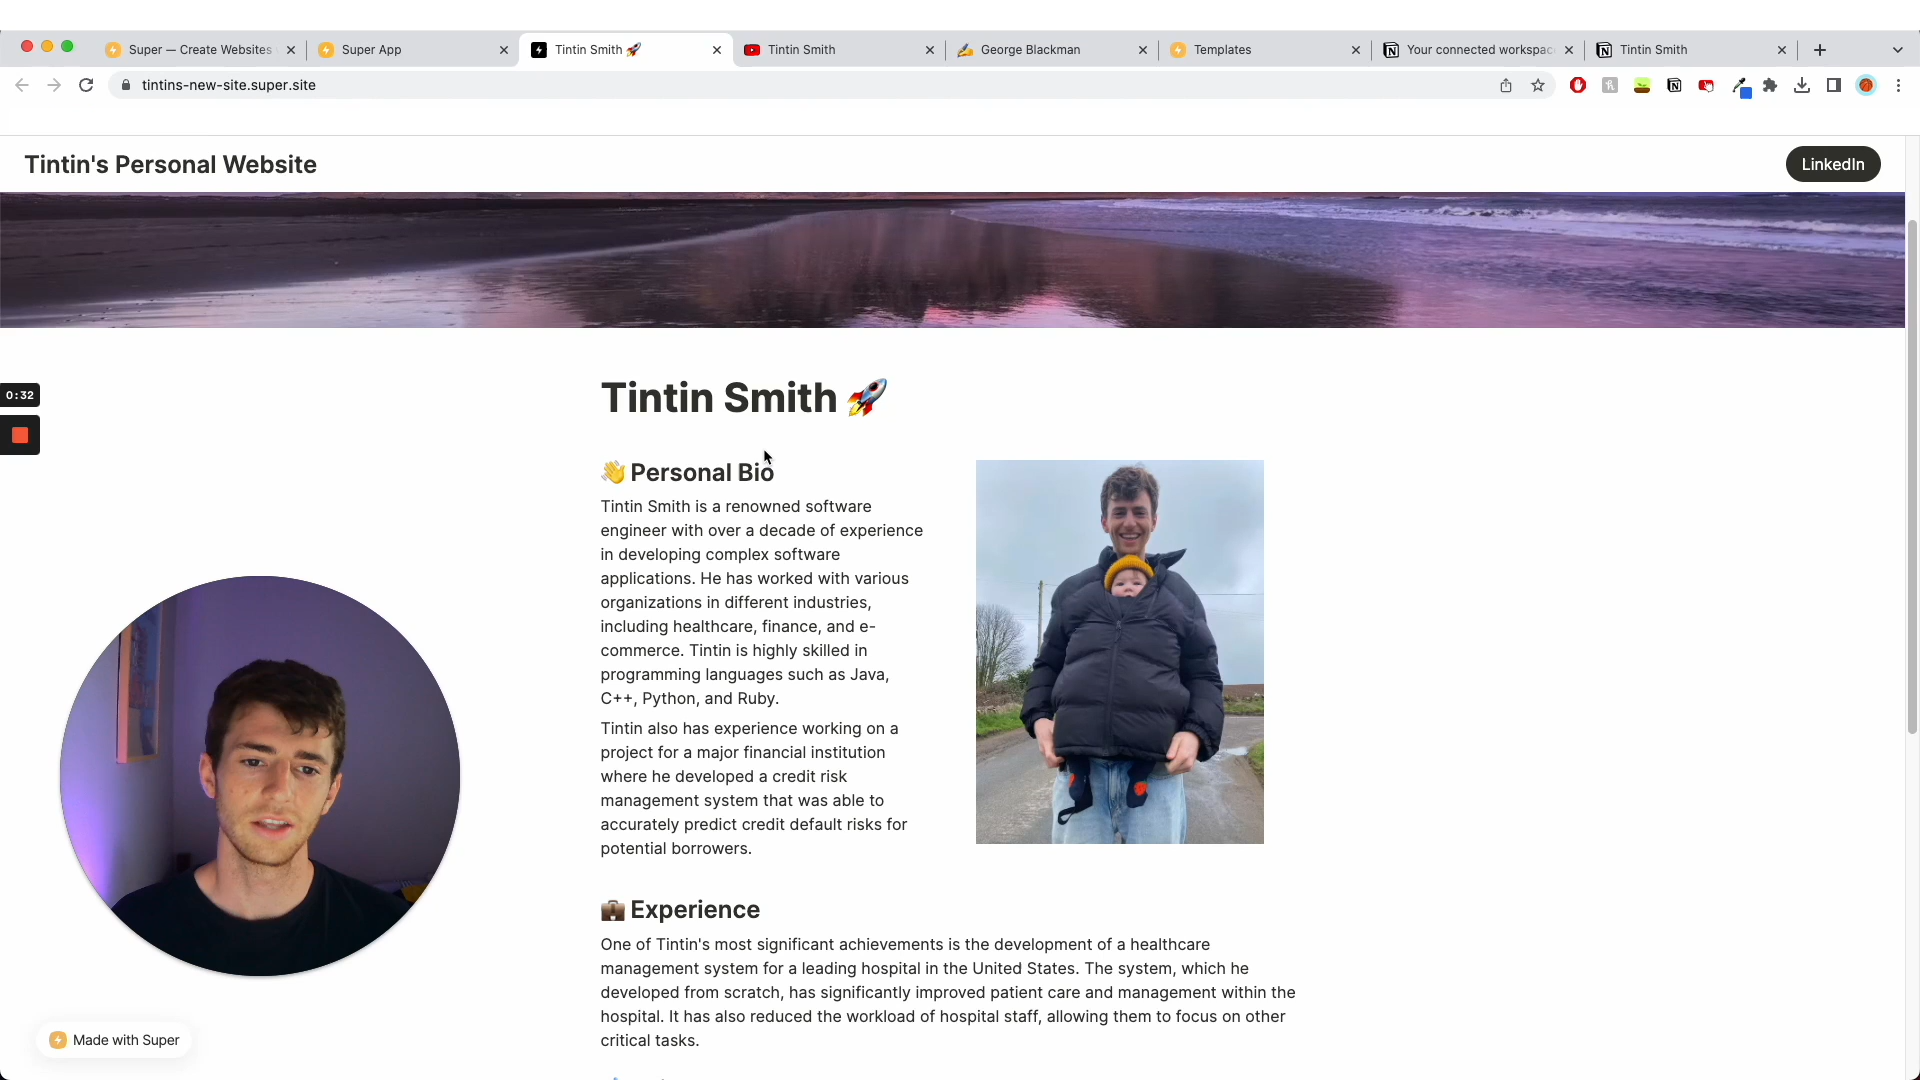 Super — Create Websites
Super App
Tintin Smith 🚀
Tintin Smith
George Blackman
Templates
Your connected workspac
Tintin Smith
tintins-new-site.super.site
Tintin's Personal Website
LinkedIn
0:32
Tintin Smith 🚀
👋 Personal Bio
Tintin Smith is a renowned software
engineer with over a decade of experience
in developing complex software
applications. He has worked with various
organizations in different industries,
including healthcare, finance, and e-
commerce. Tintin is highly skilled in
programming languages such as Java,
C++, Python, and Ruby.
Tintin also has experience working on a
project for a major financial institution
where he developed a credit risk
management system that was able to
accurately predict credit default risks for
potential borrowers.
💼 Experience
One of Tintin's most significant achievements is the development of a healthcare
management system for a leading hospital in the United States. The system, which he
developed from scratch, has significantly improved patient care and management within the
hospital. It has also reduced the workload of hospital staff, allowing them to focus on other
critical tasks.
Made with Super